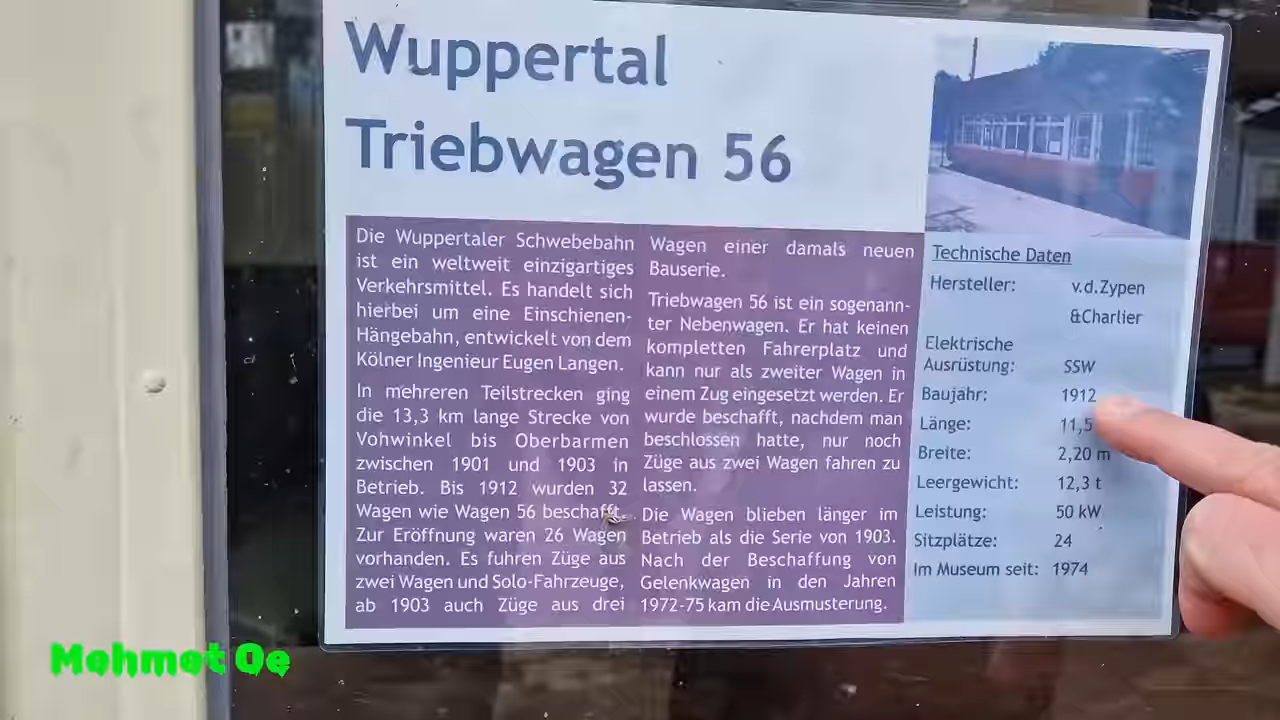 Wuppertal
Triebwagen 56
Die Wuppertaler Schwebebahn
ist ein weltweit einzigartiges
Verkehrsmittel. Es handelt sich
hierbei um eine Einschienen-
Hängebahn, entwickelt von dem
Kölner Ingenieur Eugen Langen.
In mehreren Teilstrecken ging
die 13,3 km lange Strecke von
Vohwinkel bis Oberbarmen
zwischen 1901 und 1903 in
Betrieb. Bis 1912 wurden 32
Wagen wie Wagen 56 beschafft.
Zur Eröffnung waren 26 Wagen
vorhanden. Es fuhren Züge aus
zwei Wagen und Solo-Fahrzeuge,
ab 1903 auch Züge aus drei
Wagen einer damals neuen
Bauserie.
Triebwagen 56 ist ein sogenann-
ter Nebenwagen. Er hat keinen
kompletten Fahrerplatz und
kann nur als zweiter Wagen in
einem Zug eingesetzt werden. Er
wurde beschafft, nachdem man
beschlossen hatte, nur noch
Züge aus zwei Wagen fahren zu
lassen.
Die Wagen blieben länger im
Betrieb als die Serie von 1903.
Nach der Beschaffung von
Gelenkwagen in den Jahren
1972-75 kam die Ausmusterung.
Technische Daten
Hersteller: v.d.Zypen
&Charlier
Elektrische
Ausrüstung: SSW
Baujahr: 1912
Länge: 11,5
Breite: 2,20 m
Leergewicht: 12,3 t
Leistung: 50 kW
Sitzplätze: 24
Im Museum seit: 1974
Mehmet Oe